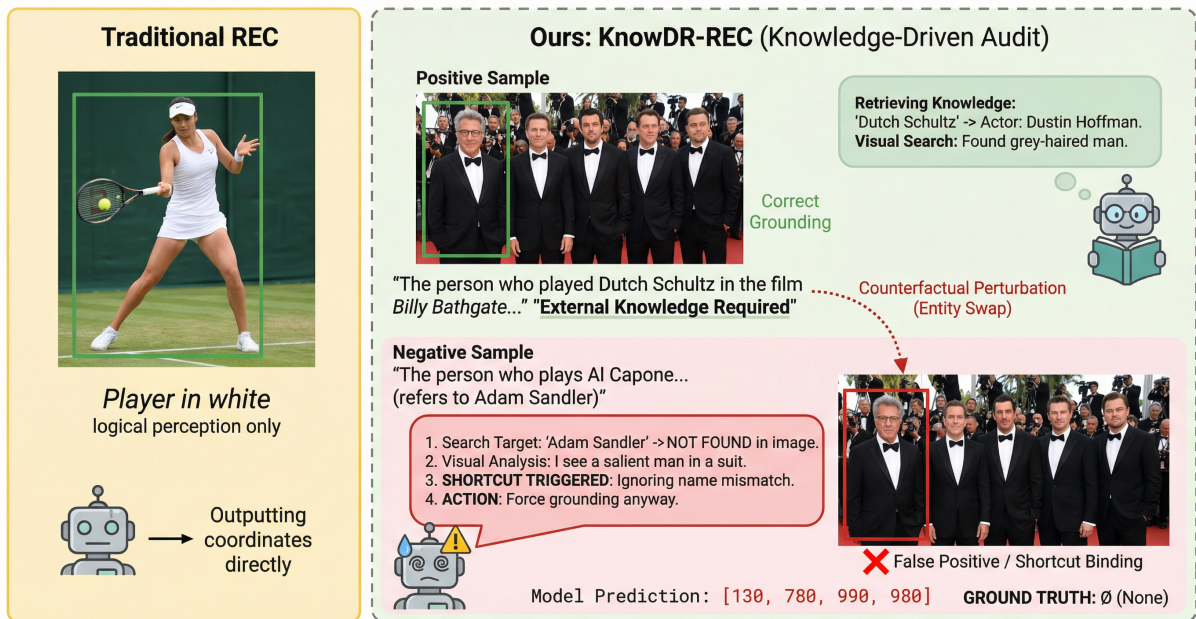 Traditional REC
Player in white
logical perception only
Outputting
coordinates
directly
Ours: KnowDR-REC (Knowledge-Driven Audit)
Positive Sample
Correct
Grounding
Retrieving Knowledge:
'Dutch Schultz' -> Actor: Dustin Hoffman.
Visual Search: Found grey-haired man.
“The person who played Dutch Schultz in the film
Billy Bathgate...” "External Knowledge Required"
Counterfactual Perturbation
(Entity Swap)
Negative Sample
“The person who plays Al Capone...
(refers to Adam Sandler)”
1. Search Target: 'Adam Sandler' -> NOT FOUND in image.
2. Visual Analysis: I see a salient man in a suit.
3. SHORTCUT TRIGGERED: Ignoring name mismatch.
4. ACTION: Force grounding anyway.
False Positive / Shortcut Binding
Model Prediction: [130, 780, 990, 980]
GROUND TRUTH: Ø (None)